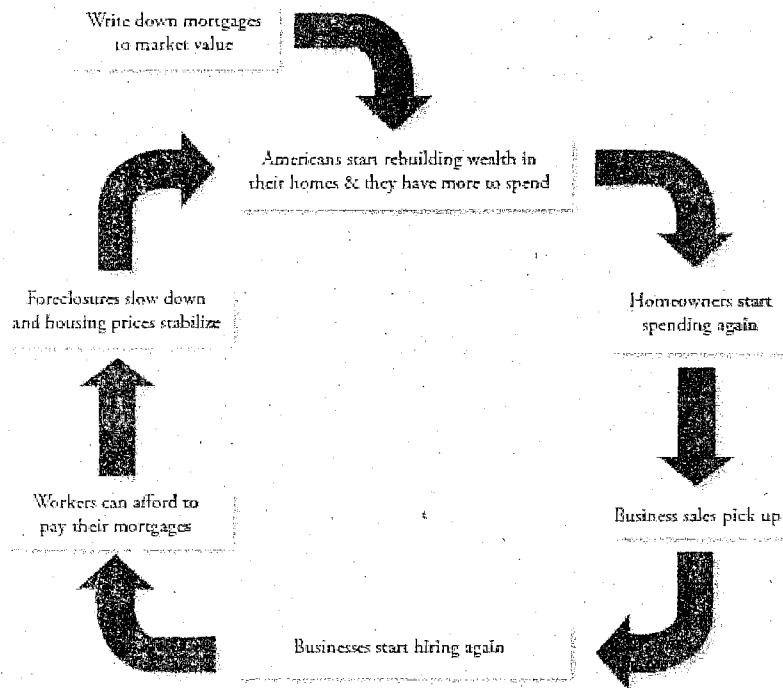 Write down mortgages
to market value
Americans start rebuilding wealth in
their homes & they have more to spend
Homeowners start
spending again
Business sales pick up
Businesses start hiring again
Workers can afford to
pay their mortgages
Foreclosures slow down
and housing prices stabilize